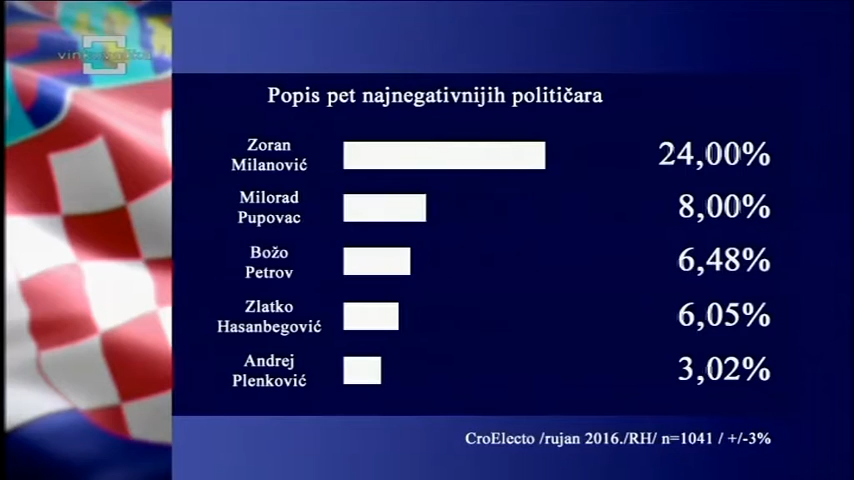 Popis pet najnegativnijih političara
Zoran
Milanović
24,00%
Milorad
Pupovac
8,00%
Božo
Petrov
6,48%
Zlatko
Hasanbegović
6,05%
Andrej
Plenković
3,02%
CroElecto /rujan 2016./RH/ n=1041 / +/-3%